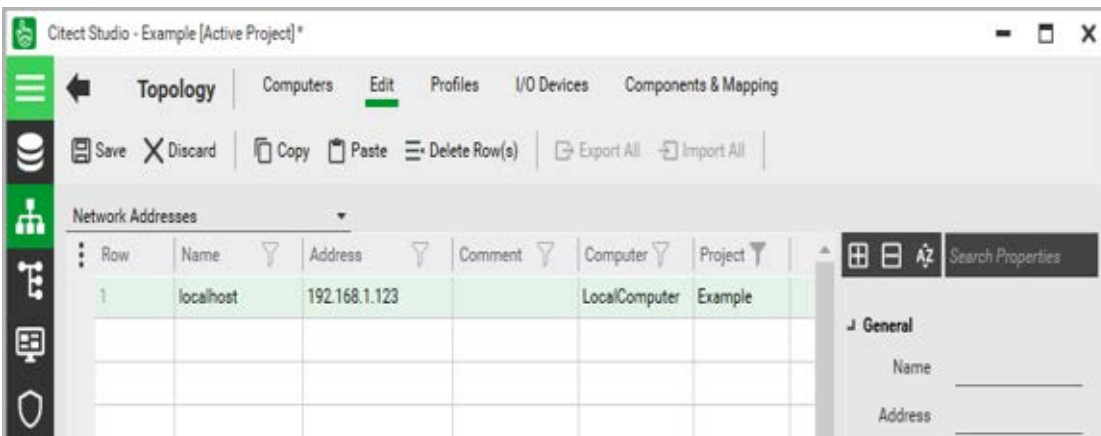 Citect Studio - Example [Active Project] *
Topology Computers Edit Profiles I/O Devices Components & Mapping
Save Discard Copy Paste Delete Row(s) Export All Import All
Network Addresses
Row Name Address Comment Computer Project
1 localhost 192.168.1.123 LocalComputer Example
AZ Search Properties
General
Name
Address